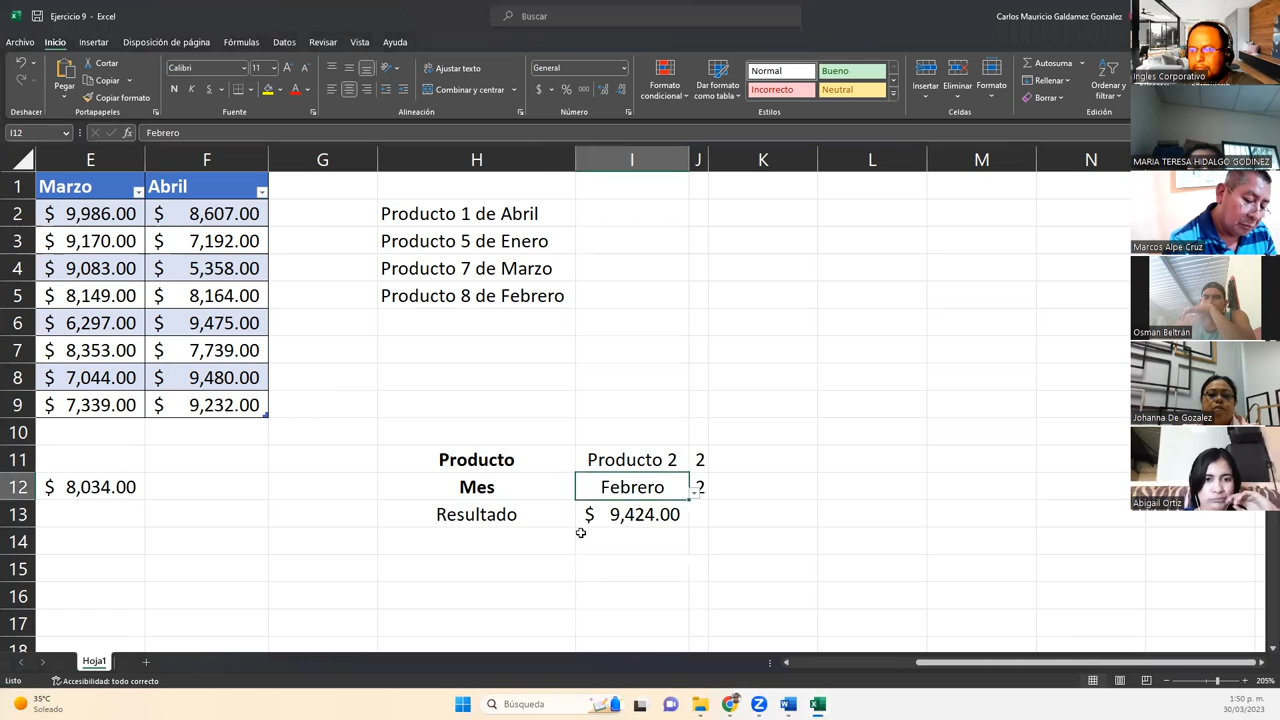 Ejercicio 9 - Excel
Buscar
Carlos Mauricio Galdamez Gonzalez
Archivo Inicio Insertar Disposición de página Fórmulas Datos Revisar Vista Ayuda
Pegar
Cortar
Copiar
Copiar formato
Calibri 11
N K S
Ajustar texto
General
Formato condicional
Dar formato como tabla
Normal Bueno
Incorrecto Neutral
Insertar Eliminar Formato
Autosuma
Rellenar
Borrar
Ordenar y filtrar
Deshacer Portapapeles Fuente Alineación Número Estilos Celdas Edición
I12 fx Febrero
E F G H I J K L M N
1 Marzo Abril
2 $ 9,986.00 $ 8,607.00 Producto 1 de Abril
3 $ 9,170.00 $ 7,192.00 Producto 5 de Enero
4 $ 9,083.00 $ 5,358.00 Producto 7 de Marzo
5 $ 8,149.00 $ 8,164.00 Producto 8 de Febrero
6 $ 6,297.00 $ 9,475.00
7 $ 8,353.00 $ 7,739.00
8 $ 7,044.00 $ 9,480.00
9 $ 7,339.00 $ 9,232.00
10
11 Producto Producto 2 2
12 $ 8,034.00 Mes Febrero 2
13 Resultado $ 9,424.00
14
15
16
17
18
Hoja1
Listo Accesibilidad: todo correcto 205%
35°C
Soleado
Búsqueda
1:50 p. m.
30/03/2023
Ingles Corporativo
MARIA TERESA HIDALGO GODINEZ
Marcos Alpe Cruz
Osman Beltrán
Johanna De Gozalez
Abigail Ortiz